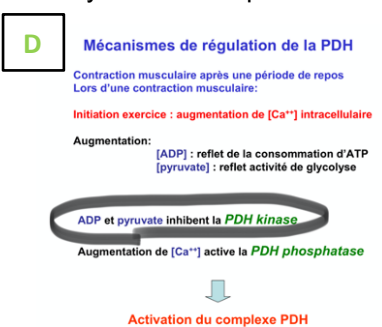 D
Mécanismes de régulation de la PDH
Contraction musculaire après une période de repos
Lors d'une contraction musculaire:
Initiation exercice : augmentation de [Ca⁺⁺] intracellulaire
Augmentation:
[ADP] : reflet de la consommation d'ATP
[pyruvate] : reflet activité de glycolyse
ADP et pyruvate inhibent la PDH kinase
Augmentation de [Ca⁺⁺] active la PDH phosphatase
Activation du complexe PDH